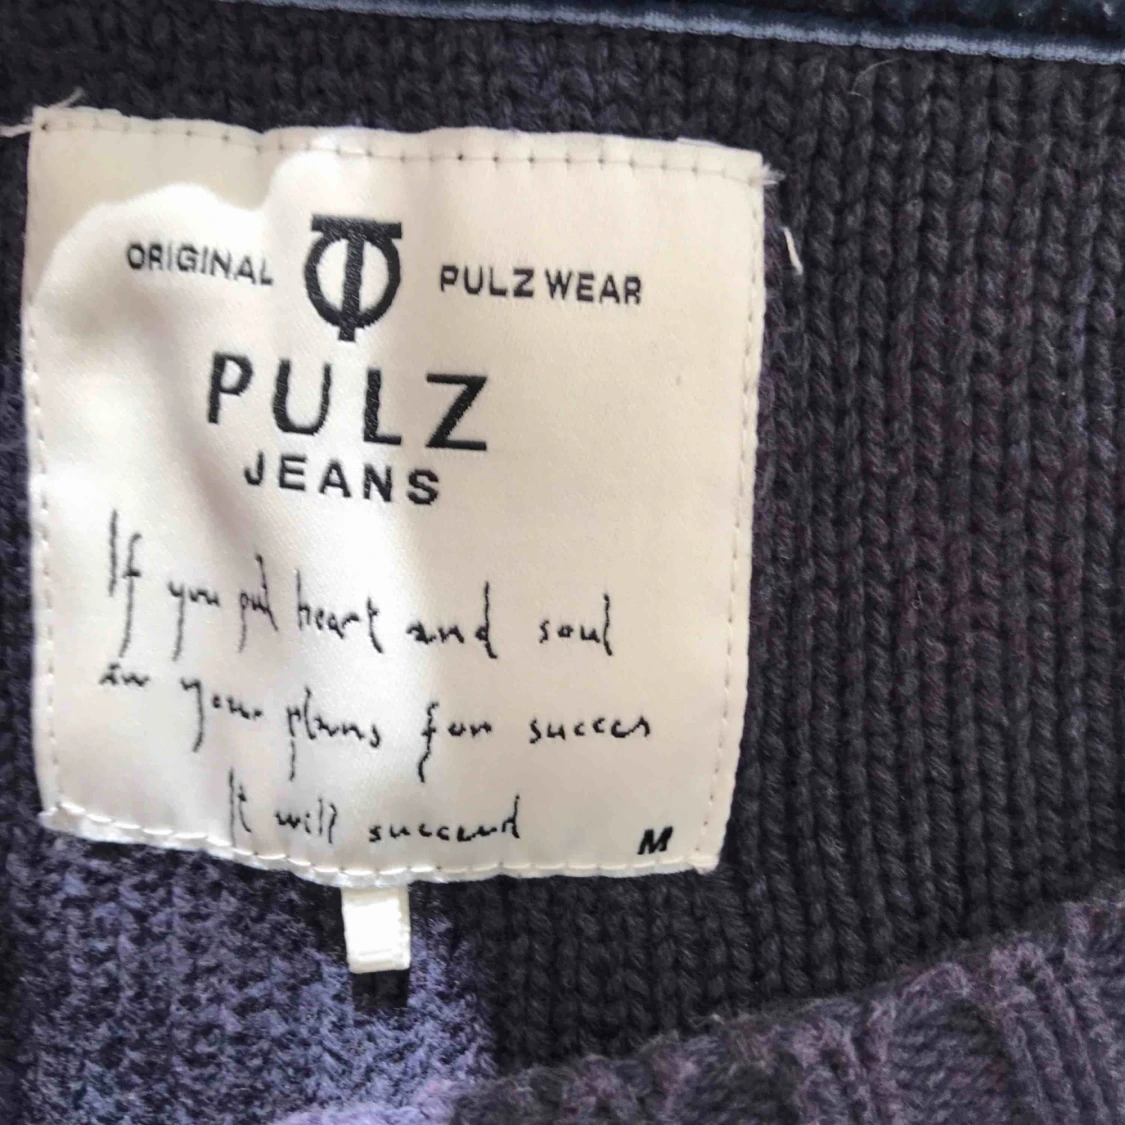 ORIGINAL PULZ WEAR
PULZ
JEANS
If you put heart and soul
in your plans for succes
It will succeed
M